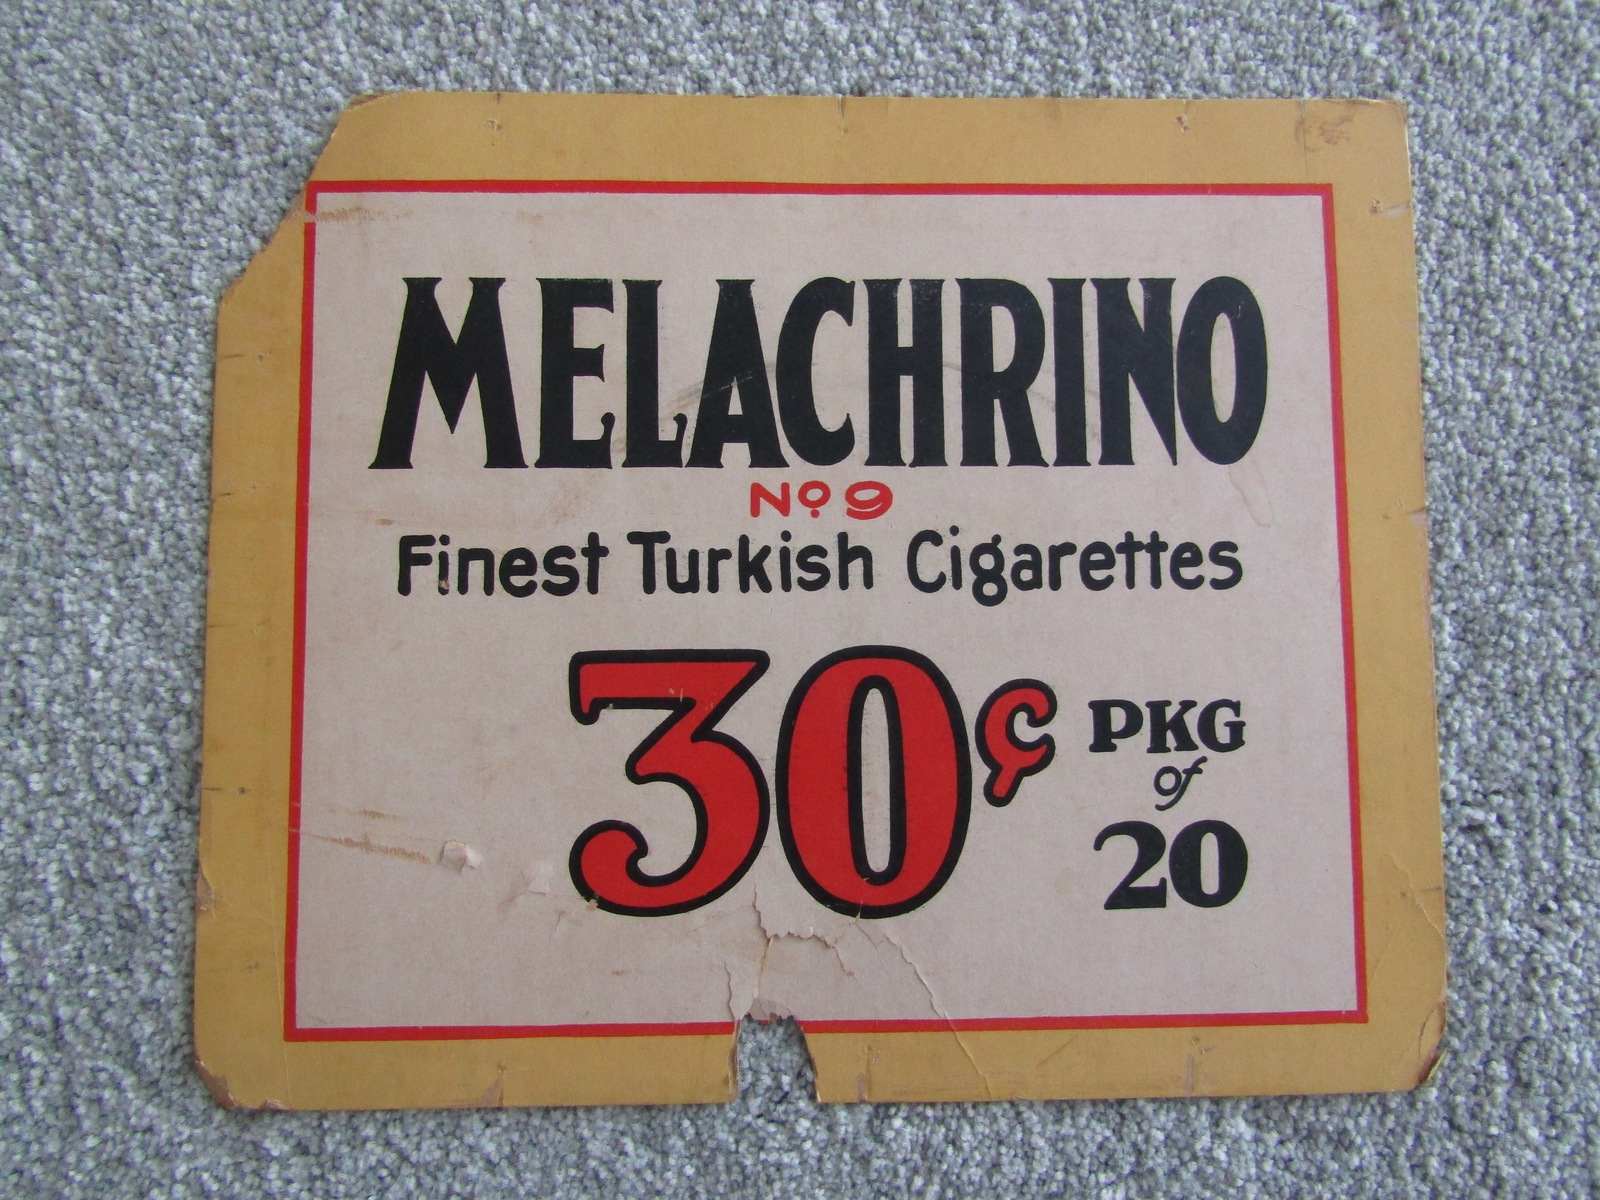 MELACHRINO
No 9
Finest Turkish Cigarettes
30¢ PKG
of
20